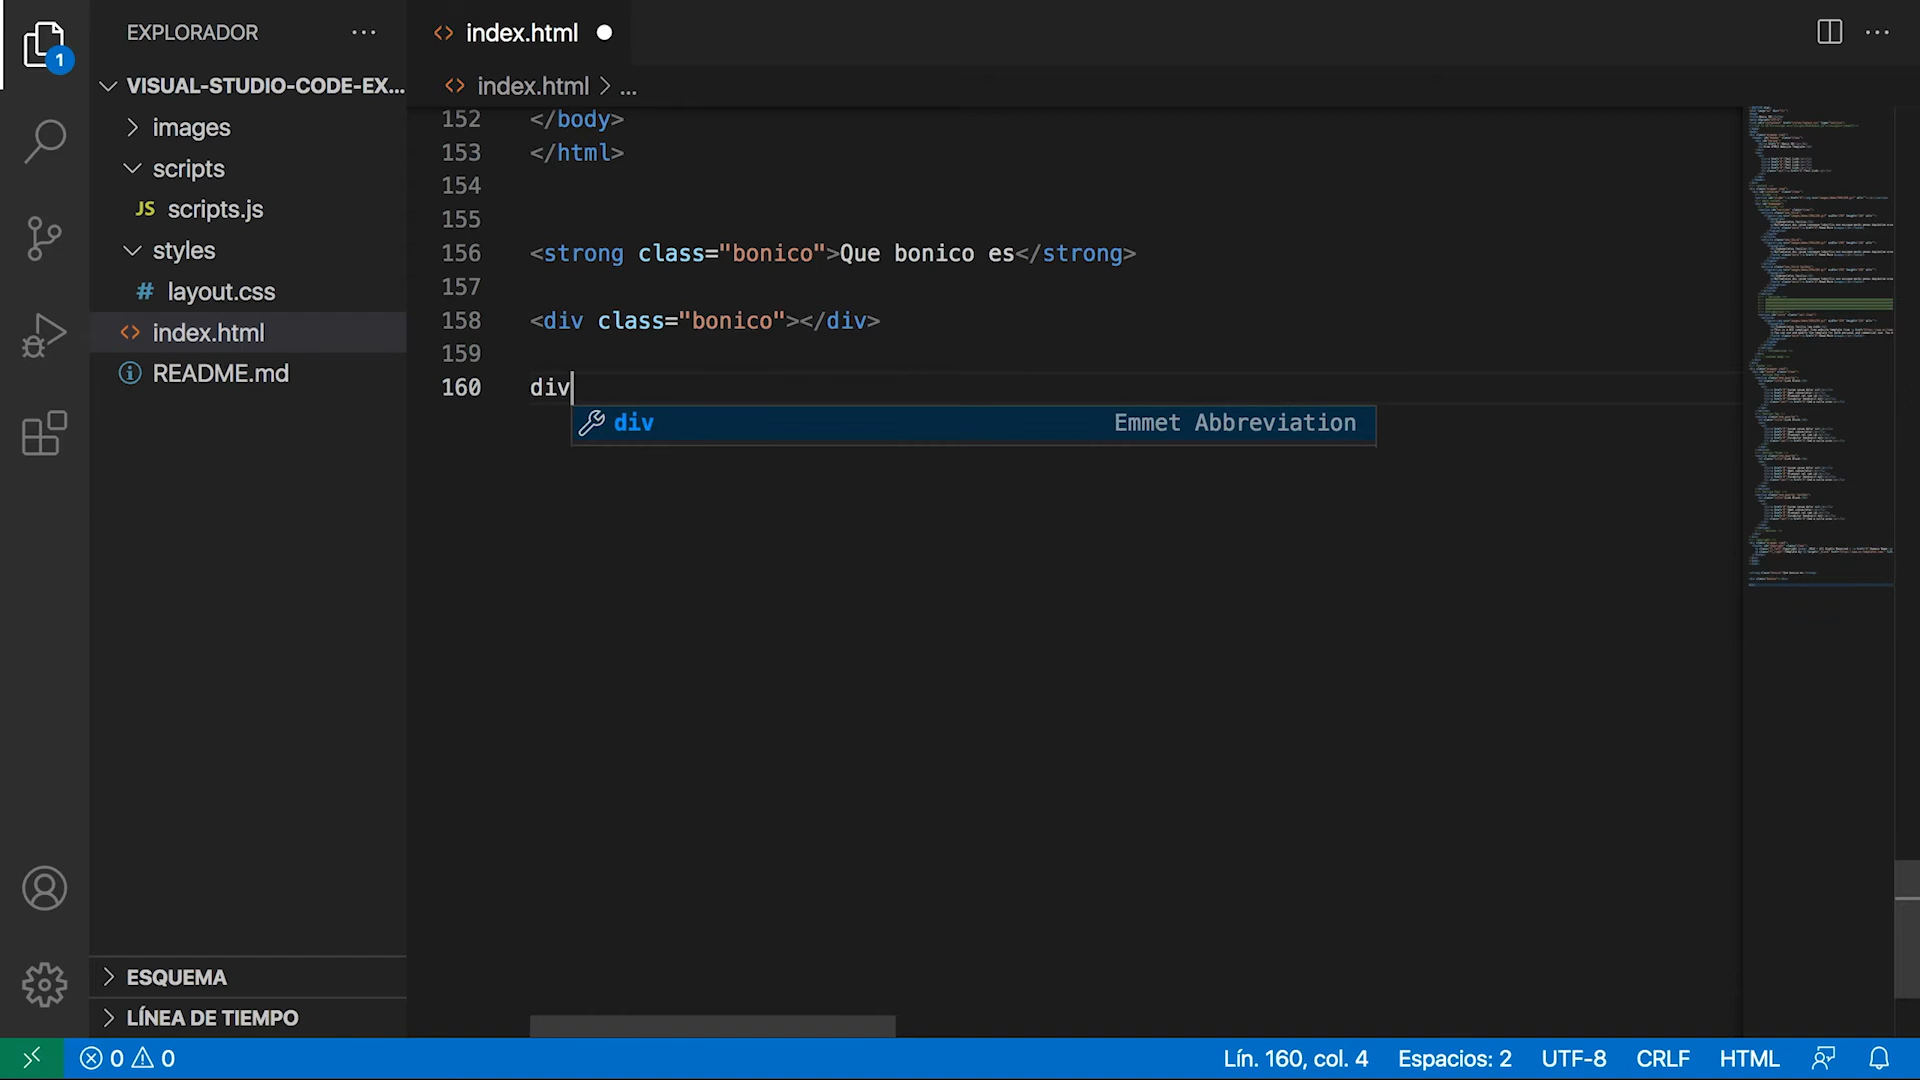 EXPLORADOR
index.html
1
VISUAL-STUDIO-CODE-EX...
index.html > ...
images
scripts
JS scripts.js
styles
# layout.css
index.html
README.md
152 </body>
153 </html>
154
155
156 <strong class="bonico">Que bonico es</strong>
157
158 <div class="bonico"></div>
159
160 div
div Emmet Abbreviation
ESQUEMA
LÍNEA DE TIEMPO
0 0 Lín. 160, col. 4 Espacios: 2 UTF-8 CRLF HTML